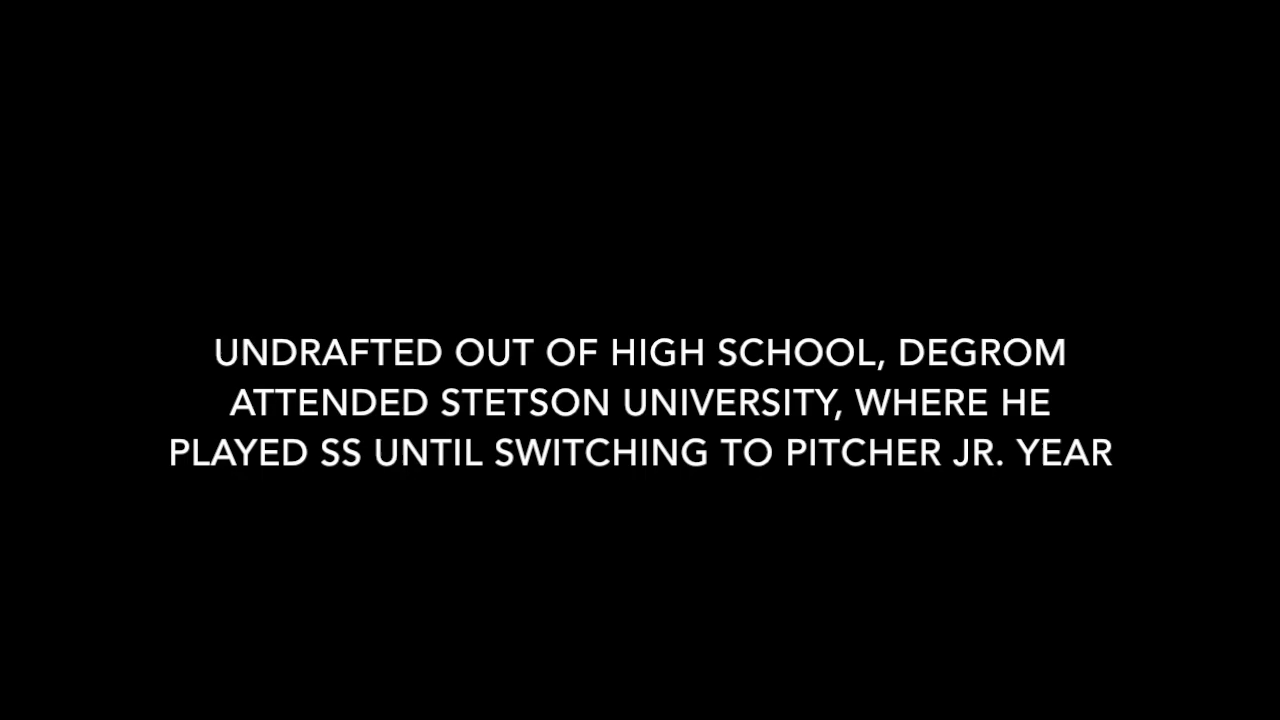 UNDRAFTED OUT OF HIGH SCHOOL, DEGROM
ATTENDED STETSON UNIVERSITY, WHERE HE
PLAYED SS UNTIL SWITCHING TO PITCHER JR. YEAR